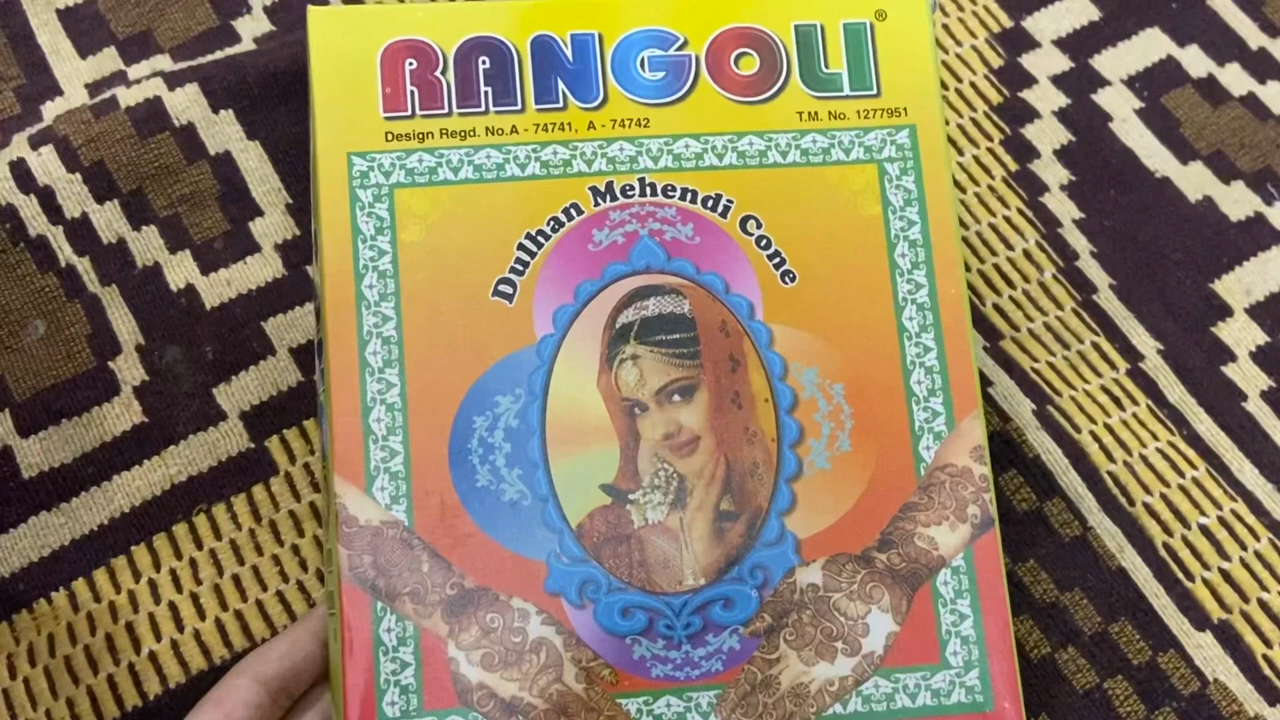 RANGOLI®
Design Regd. No.A - 74741, A - 74742
T.M. No. 1277951
Dulhan Mehendi Cone